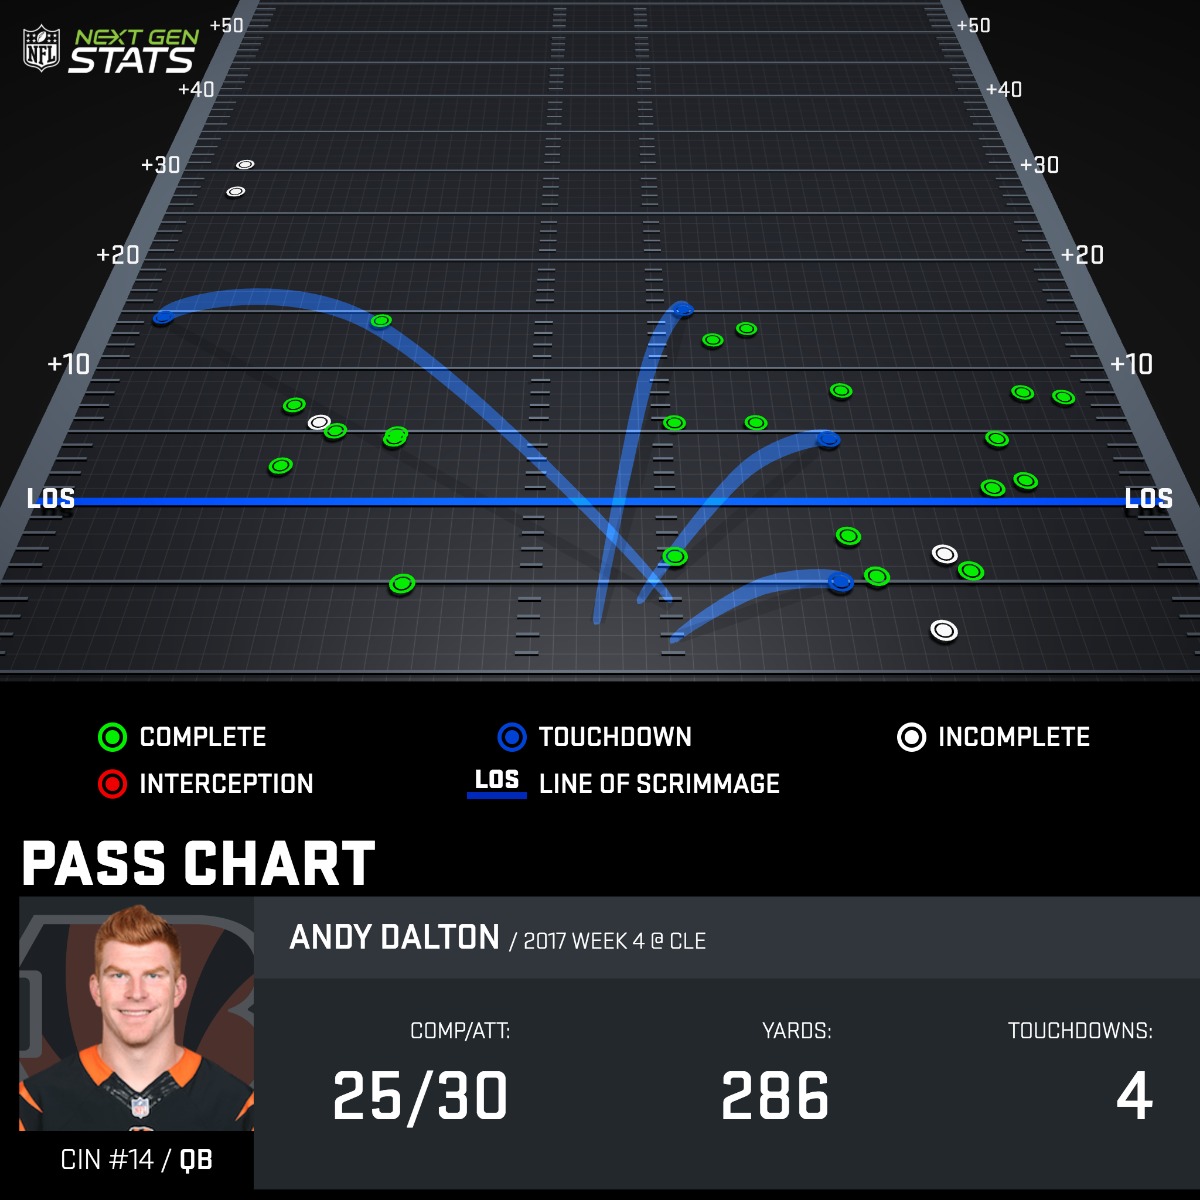 +50 +50
NFL NEXT GEN
STATS
+40 +40
+30 +30
+20 +20
+10 +10
LOS LOS
COMPLETE TOUCHDOWN INCOMPLETE
INTERCEPTION LOS LINE OF SCRIMMAGE
PASS CHART
ANDY DALTON / 2017 WEEK 4 @ CLE
COMP/ATT: YARDS: TOUCHDOWNS:
25/30 286 4
CIN #14 / QB